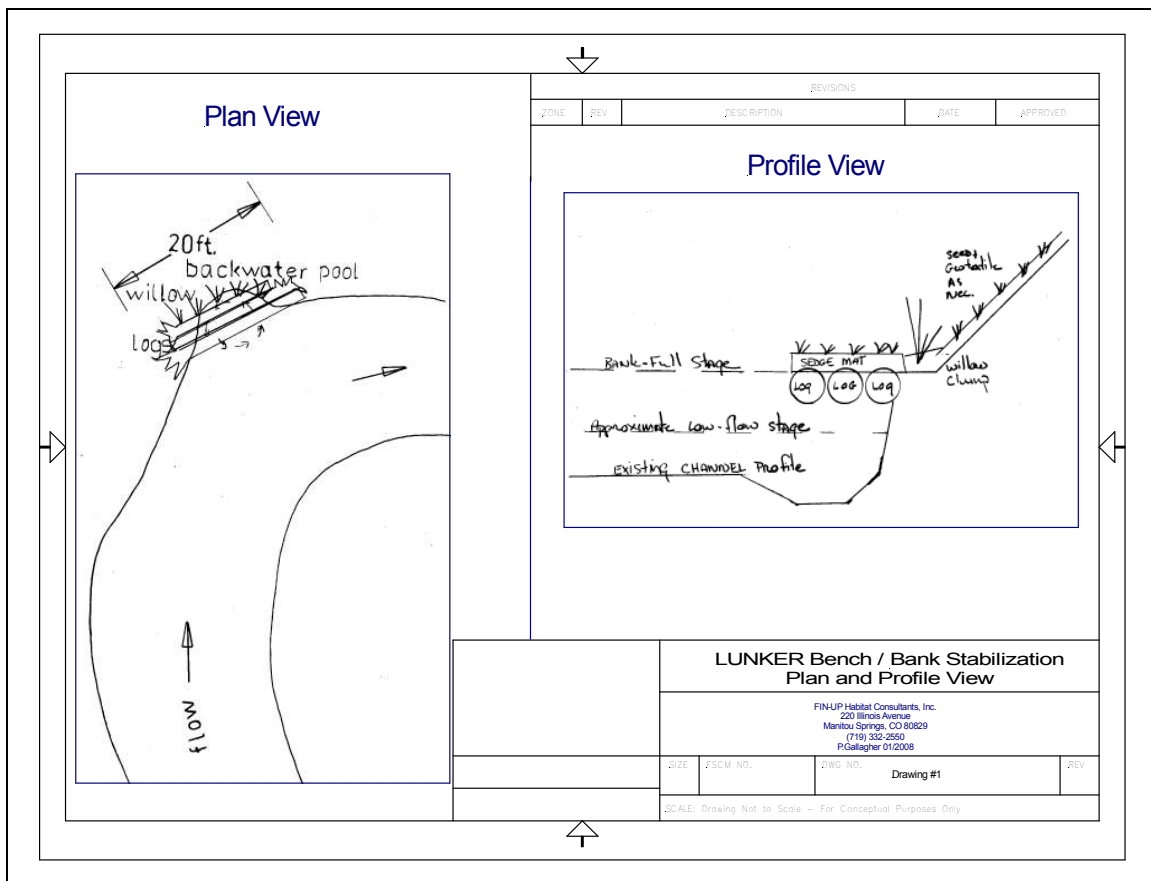 Plan View
20ft.
backwater pool
willow
logs
flow
REVISIONS
ZONE REV DESCRIPTION DATE APPROVED
Profile View
Seed+
Geotextile
As
Nec.
Bank-Full Stage
SEDGE MAT
LOG LOG LOG
willow
Clump
Approximate Low-flow stage
Existing CHANNEL Profile
LUNKER Bench / Bank Stabilization
Plan and Profile View
FIN-UP Habitat Consultants, Inc.
220 Illinois Avenue
Manitou Springs, CO 80829
(719) 332-2550
P.Gallagher 01/2008
SIZE FSCM NO. DWG NO. REV
Drawing #1
SCALE: Drawing Not to Scale - For Conceptual Purposes Only